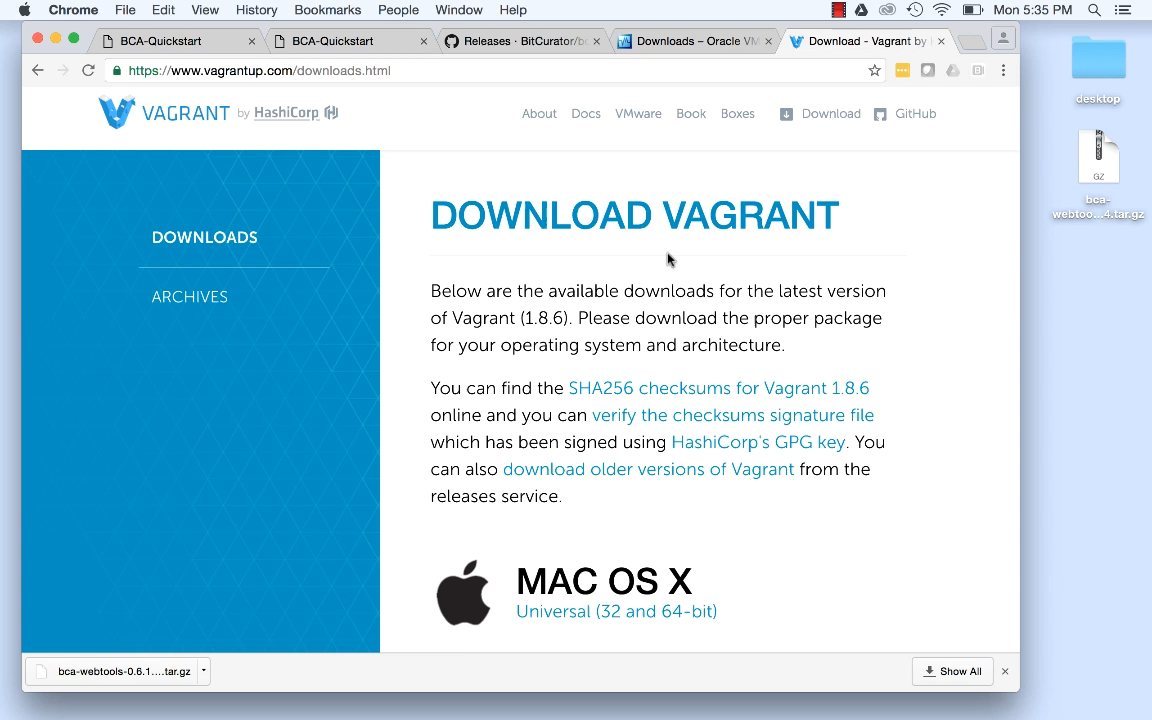 Chrome File Edit View History Bookmarks People Window Help Mon 5:35 PM
BCA-Quickstart BCA-Quickstart Releases · BitCurator/b Downloads – Oracle VM Download - Vagrant by
https://www.vagrantup.com/downloads.html
VAGRANT by HashiCorp
About Docs VMware Book Boxes Download GitHub
desktop
GZ
bca-
webtoo...4.tar.gz
DOWNLOADS
ARCHIVES
DOWNLOAD VAGRANT
Below are the available downloads for the latest version
of Vagrant (1.8.6). Please download the proper package
for your operating system and architecture.
You can find the SHA256 checksums for Vagrant 1.8.6
online and you can verify the checksums signature file
which has been signed using HashiCorp's GPG key. You
can also download older versions of Vagrant from the
releases service.
MAC OS X
Universal (32 and 64-bit)
bca-webtools-0.6.1....tar.gz
Show All